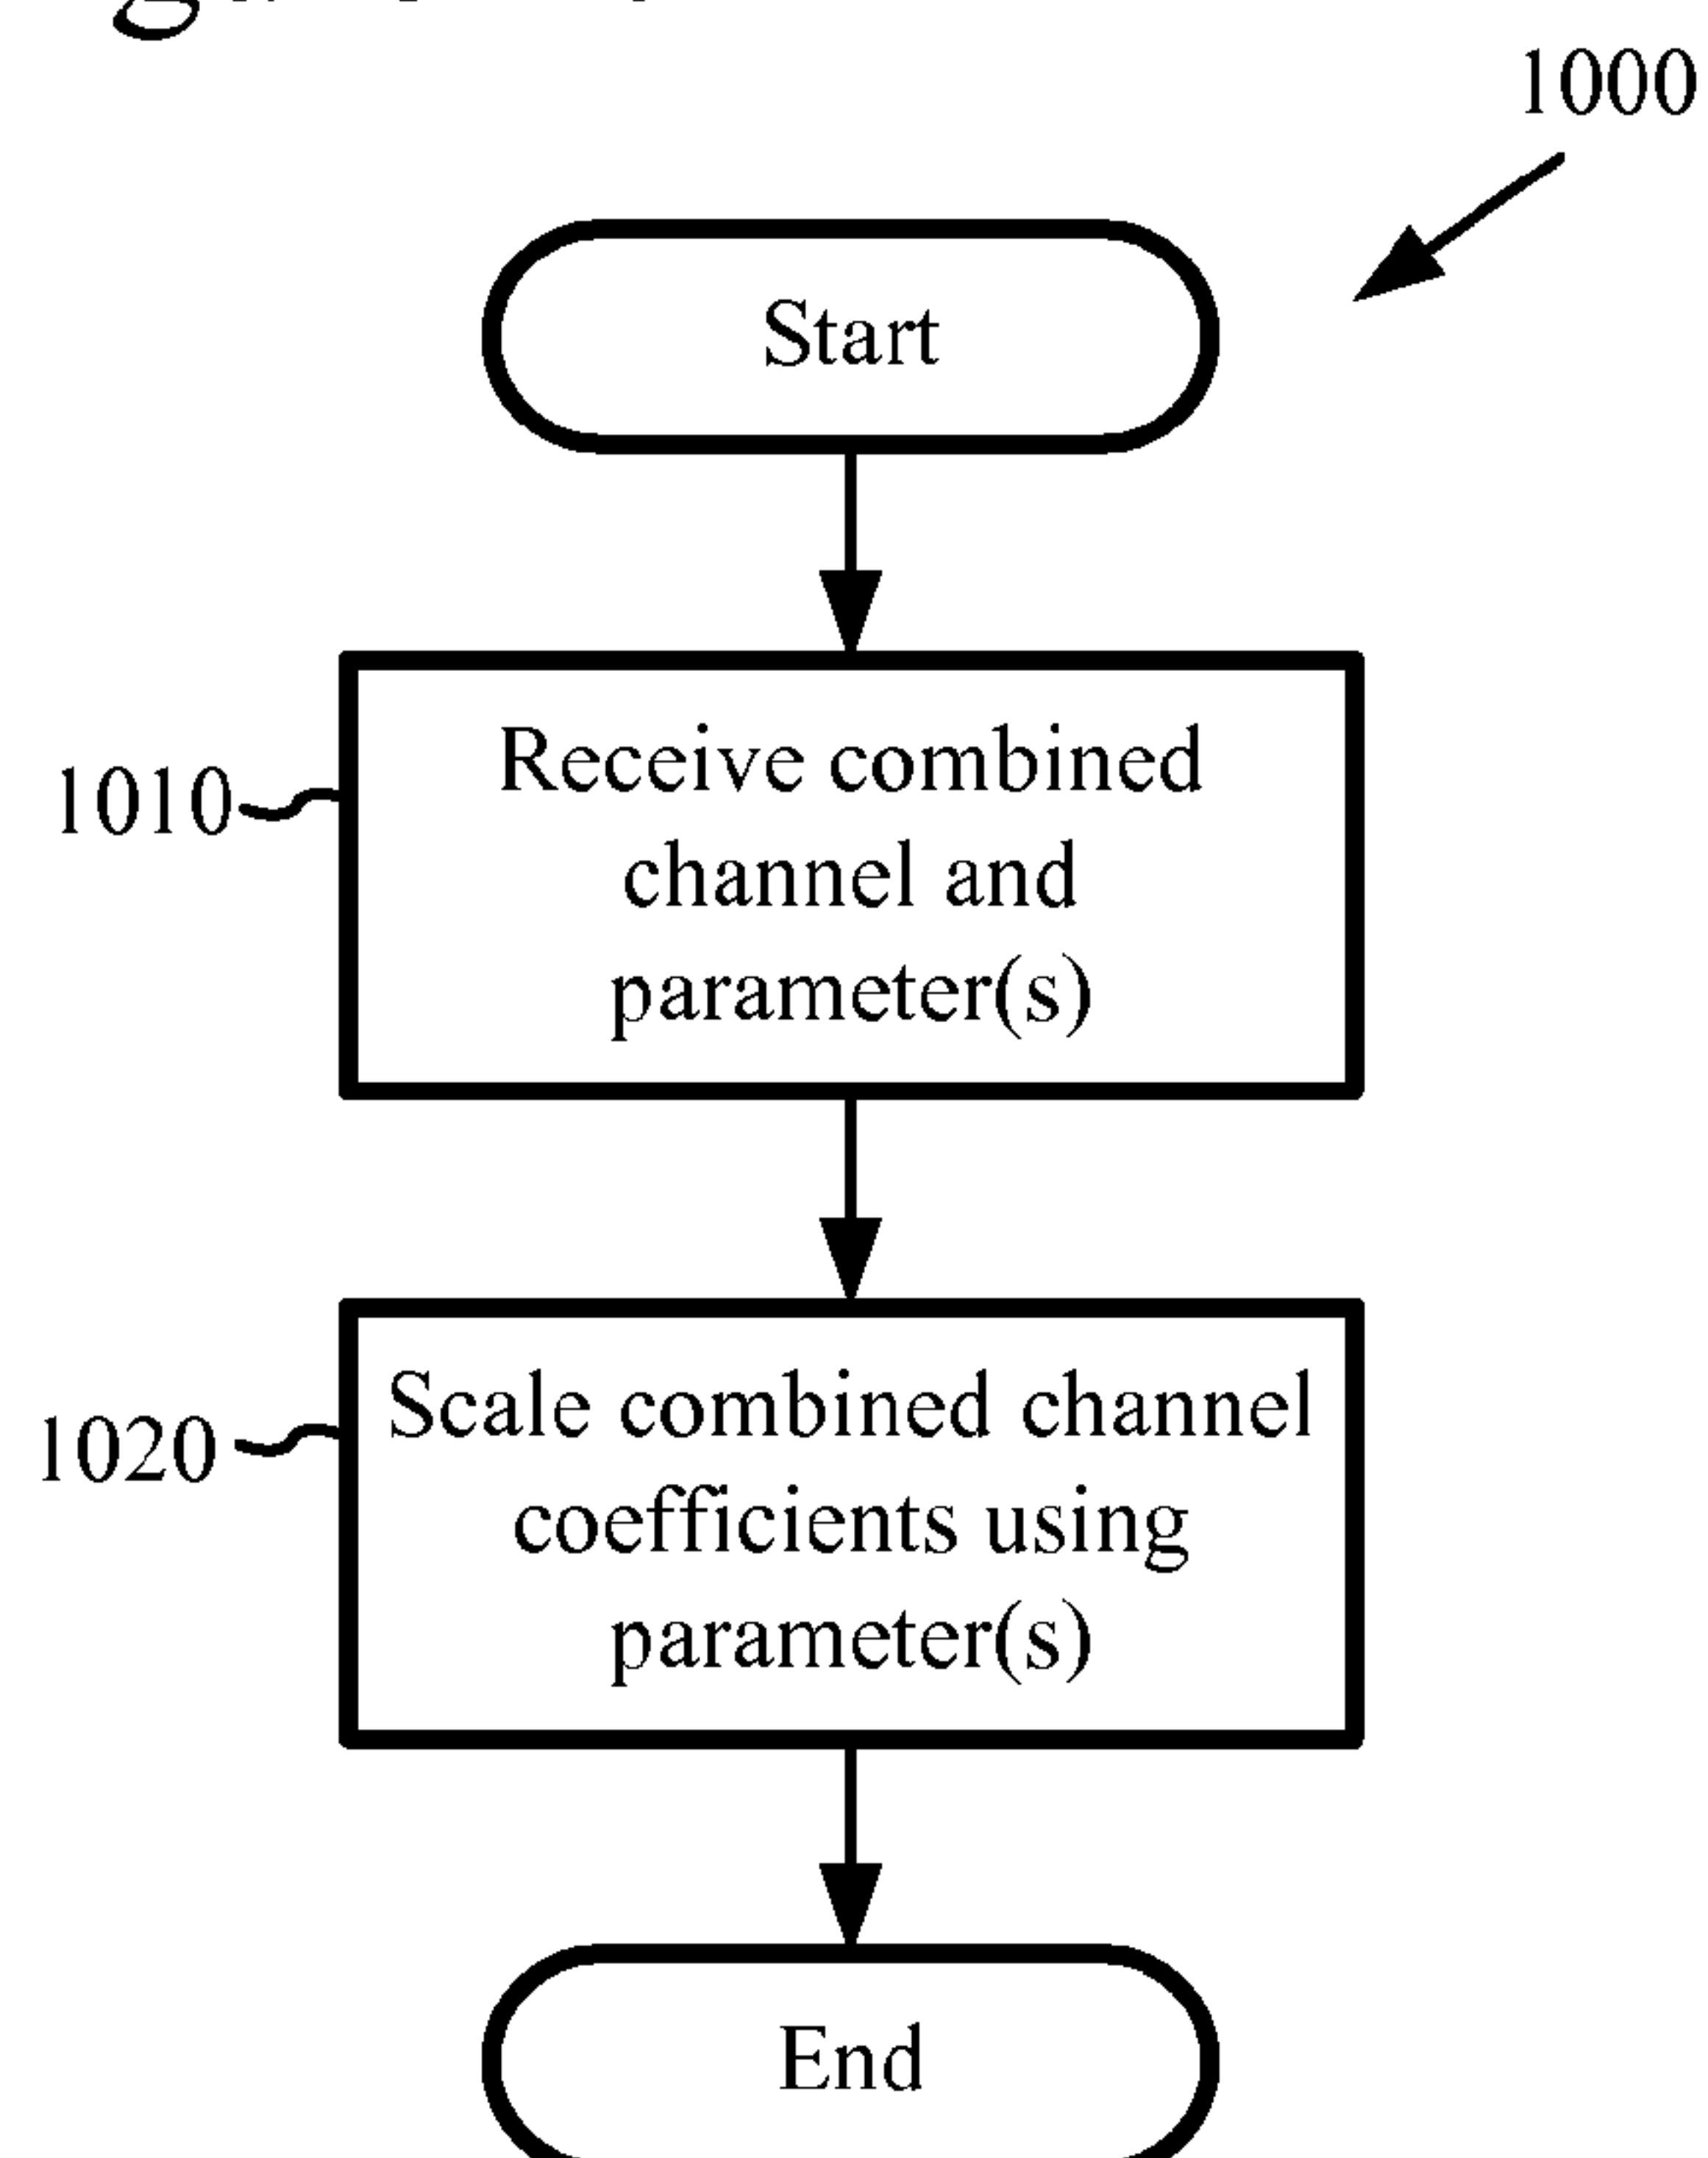 1000
Start
1010
Receive combined
channel and
parameter(s)
1020
Scale combined channel
coefficients using
parameter(s)
End